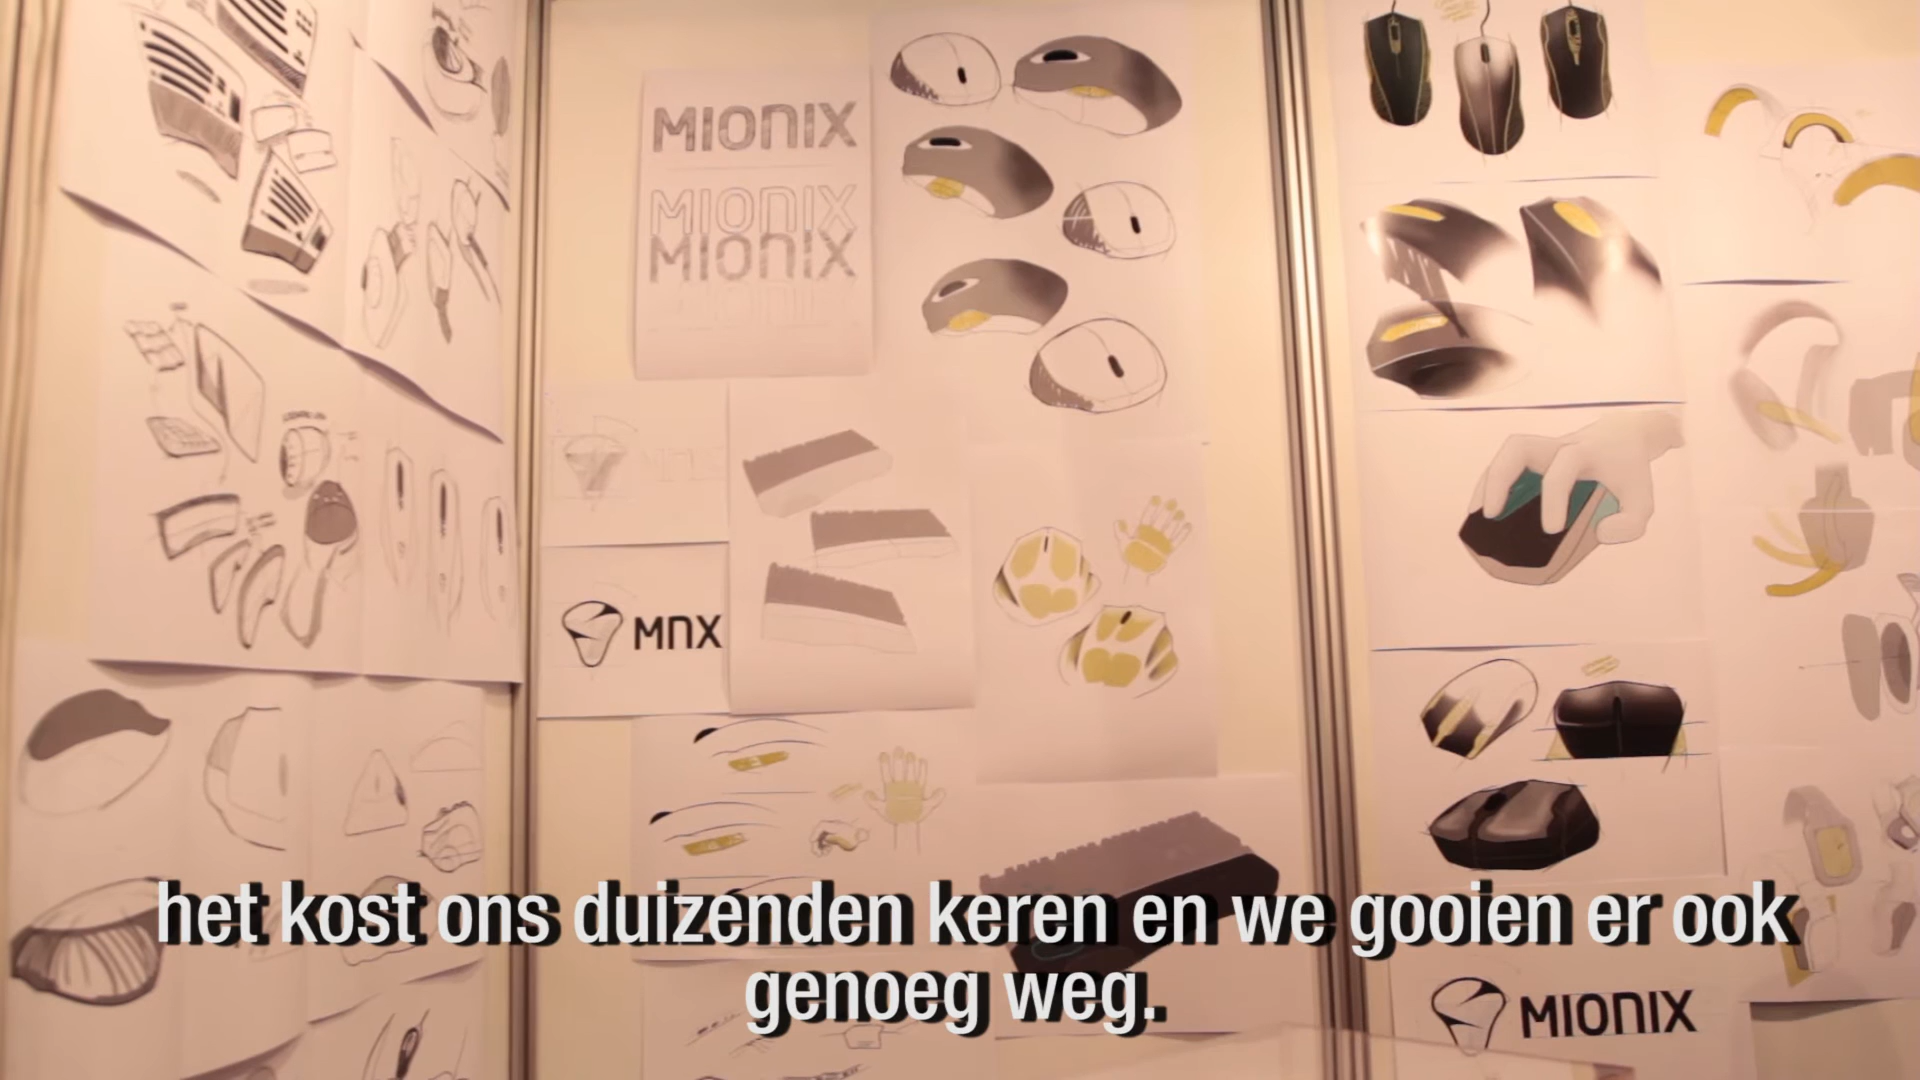 MIONIX
MIONIX
MIONIX
MNX
het kost ons duizenden keren en we gooien er ook
genoeg weg.
MIONIX